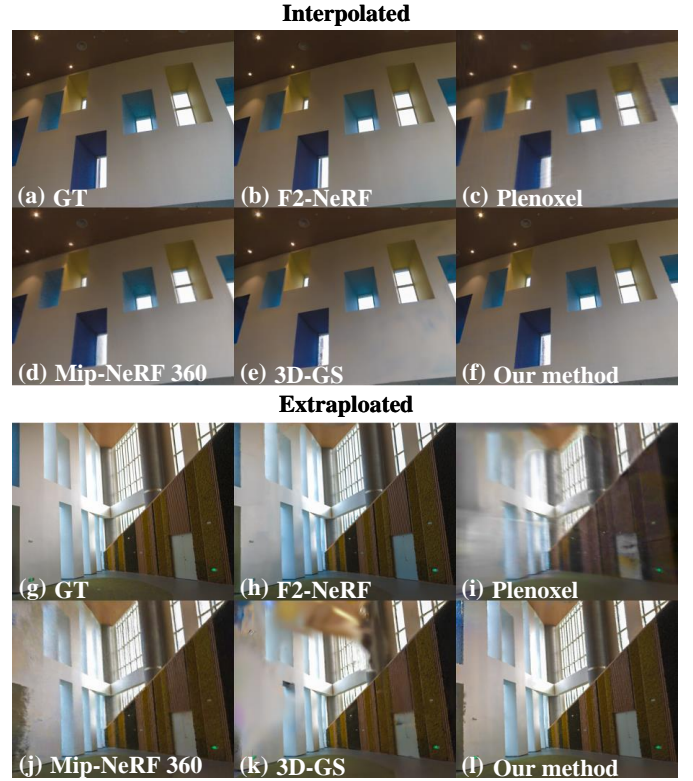 Interpolated
(a) GT
(b) F2-NeRF
(c) Plenoxel
(d) Mip-NeRF 360
(e) 3D-GS
(f) Our method
Extraploated
(g) GT
(h) F2-NeRF
(i) Plenoxel
(j) Mip-NeRF 360
(k) 3D-GS
(l) Our method